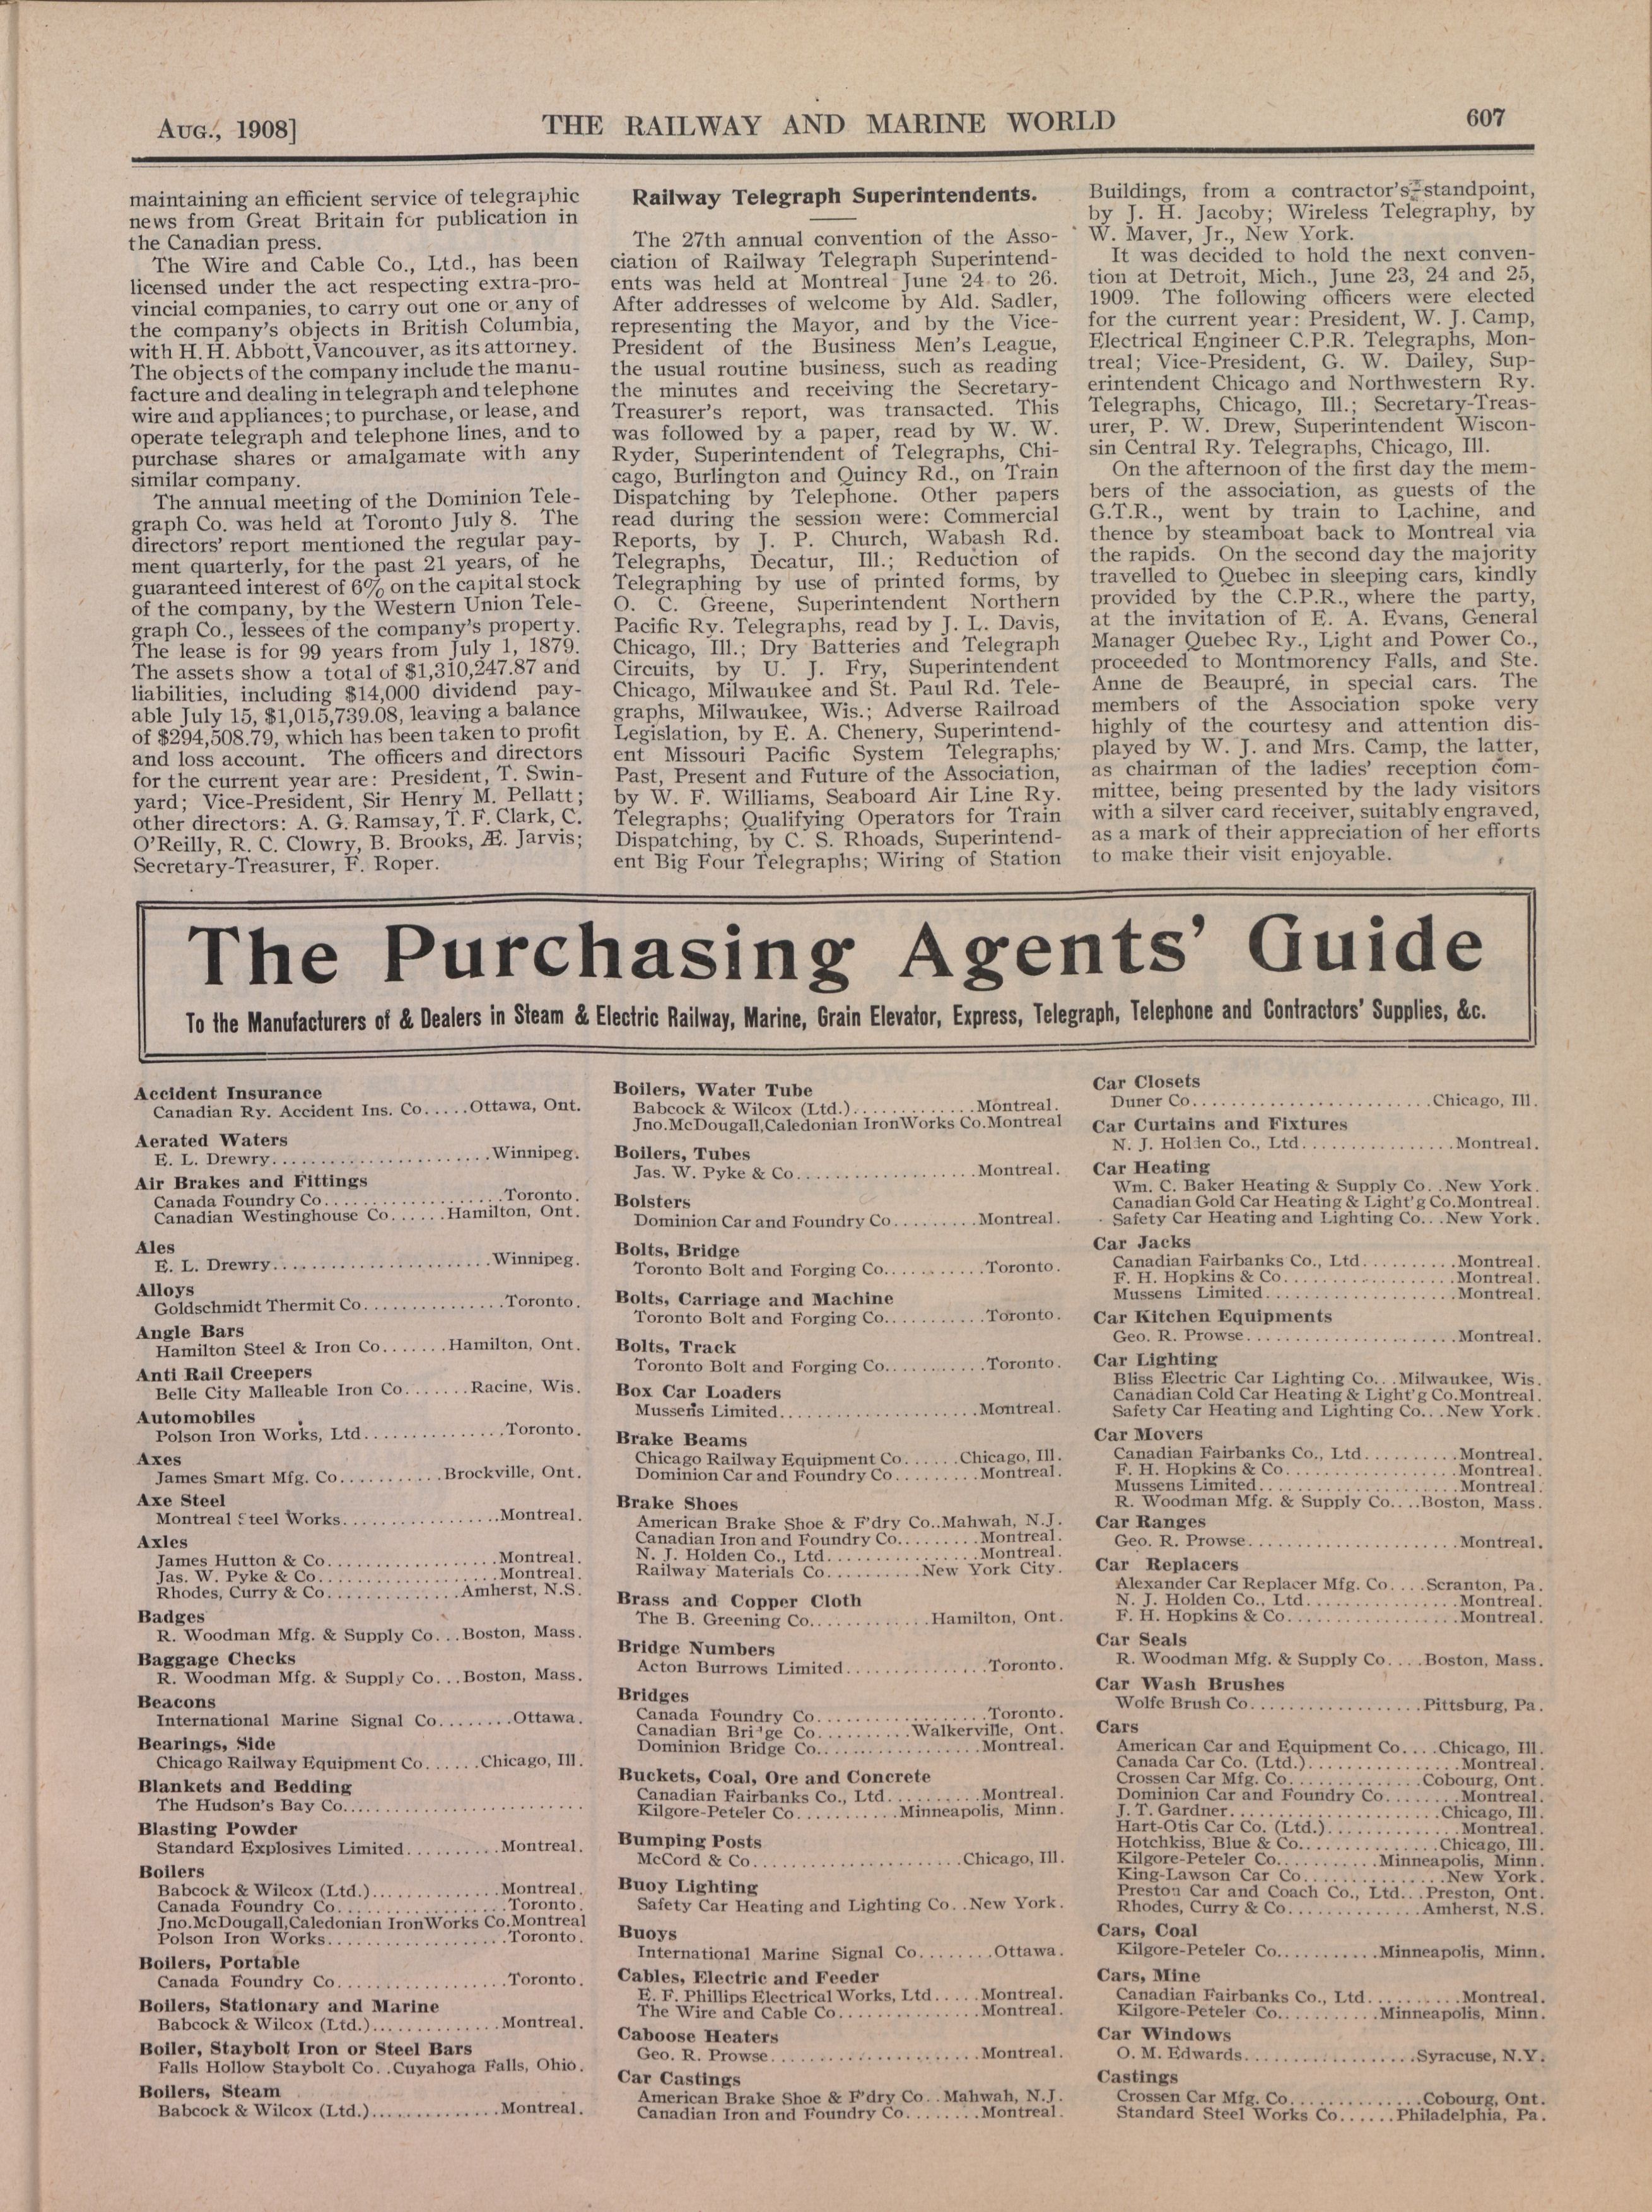 AUG., 1908]
THE RAILWAY AND MARINE WORLD
607
maintaining an efficient service of telegraphic
news from Great Britain for publication in
the Canadian press.
The Wire and Cable Co., Ltd., has been
licensed under the act respecting extra-pro-
vincial companies, to carry out one or any of
the company's objects in British Columbia,
with H. H. Abbott, Vancouver, as its attorney.
The objects of the company include the manu-
facture and dealing in telegraph and telephone
wire and appliances; to purchase, or lease, and
operate telegraph and telephone lines, and to
purchase shares or amalgamate with any
similar company.
The annual meeting of the Dominion Tele-
graph Co. was held at Toronto July 8. The
directors' report mentioned the regular pay-
ment quarterly, for the past 21 years, of he
guaranteed interest of 6% on the capital stock
of the company, by the Western Union Tele-
graph Co., lessees of the company's property.
The lease is for 99 years from July 1, 1879.
The assets show a total of $1,310,247.87 and
liabilities, including $14,000 dividend pay-
able July 15, $1,015,739.08, leaving a balance
of $294,508.79, which has been taken to profit
and loss account. The officers and directors
for the current year are: President, T. Swin-
yard; Vice-President, Sir Henry M. Pellatt;
other directors: A. G. Ramsay, T. F. Clark, C.
O'Reilly, R. C. Clowry, B. Brooks, Æ. Jarvis;
Secretary-Treasurer, F. Roper.
Railway Telegraph Superintendents.
The 27th annual convention of the Asso-
ciation of Railway Telegraph Superintend-
ents was held at Montreal June 24 to 26.
After addresses of welcome by Ald. Sadler,
representing the Mayor, and by the Vice-
President of the Business Men's League,
the usual routine business, such as reading
the minutes and receiving the Secretary-
Treasurer's report, was transacted. This
was followed by a paper, read by W. W.
Ryder, Superintendent of Telegraphs, Chi-
cago, Burlington and Quincy Rd., on Train
Dispatching by Telephone. Other papers
read during the session were: Commercial
Reports, by J. P. Church, Wabash Rd.
Telegraphs, Decatur, Ill.; Reduction of
Telegraphing by use of printed forms, by
O. C. Greene, Superintendent Northern
Pacific Ry. Telegraphs, read by J. L. Davis,
Chicago, Ill.; Dry Batteries and Telegraph
Circuits, by U. J. Fry, Superintendent
Chicago, Milwaukee and St. Paul Rd. Tele-
graphs, Milwaukee, Wis.; Adverse Railroad
Legislation, by E. A. Chenery, Superintend-
ent Missouri Pacific System Telegraphs;
Past, Present and Future of the Association,
by W. F. Williams, Seaboard Air Line Ry.
Telegraphs; Qualifying Operators for Train
Dispatching, by C. S. Rhoads, Superintend-
ent Big Four Telegraphs; Wiring of Station
Buildings, from a contractor's standpoint,
by J. H. Jacoby; Wireless Telegraphy, by
W. Maver, Jr., New York.
It was decided to hold the next conven-
tion at Detroit, Mich., June 23, 24 and 25,
1909. The following officers were elected
for the current year: President, W. J. Camp,
Electrical Engineer C.P.R. Telegraphs, Mon-
treal; Vice-President, G. W. Dailey, Sup-
erintendent Chicago and Northwestern Ry.
Telegraphs, Chicago, Ill.; Secretary-Treas-
urer, P. W. Drew, Superintendent Wiscon-
sin Central Ry. Telegraphs, Chicago, Ill.
On the afternoon of the first day the mem-
bers of the association, as guests of the
G.T.R., went by train to Lachine, and
thence by steamboat back to Montreal via
the rapids. On the second day the majority
travelled to Quebec in sleeping cars, kindly
provided by the C.P.R., where the party,
at the invitation of E. A. Evans, General
Manager Quebec Ry., Light and Power Co.,
proceeded to Montmorency Falls, and Ste.
Anne de Beaupré, in special cars. The
members of the Association spoke very
highly of the courtesy and attention dis-
played by W. J. and Mrs. Camp, the latter,
as chairman of the ladies' reception com-
mittee, being presented by the lady visitors
with a silver card receiver, suitably engraved,
as a mark of their appreciation of her efforts
to make their visit enjoyable.
The Purchasing Agents' Guide
To the Manufacturers of & Dealers in Steam & Electric Railway, Marine, Grain Elevator, Express, Telegraph, Telephone and Contractors' Supplies, &c.
Accident Insurance
Canadian Ry. Accident Ins. Co.....Ottawa, Ont.
Aerated Waters
E. L. Drewry.......................Winnipeg.
Air Brakes and Fittings
Canada Foundry Co...................Toronto.
Canadian Westinghouse Co......Hamilton, Ont.
Ales
E. L. Drewry.......................Winnipeg.
Alloys
Goldschmidt Thermit Co...............Toronto.
Angle Bars
Hamilton Steel & Iron Co.......Hamilton, Ont.
Anti Rail Creepers
Belle City Malleable Iron Co.......Racine, Wis.
Automobiles
Polson Iron Works, Ltd...............Toronto.
Axes
James Smart Mfg. Co...........Brockville, Ont.
Axe Steel
Montreal Steel Works.................Montreal.
Axles
James Hutton & Co..................Montreal.
Jas. W. Pyke & Co...................Montreal.
Rhodes, Curry & Co..............Amherst, N.S.
Badges
R. Woodman Mfg. & Supply Co...Boston, Mass.
Baggage Checks
R. Woodman Mfg. & Supply Co...Boston, Mass.
Beacons
International Marine Signal Co........Ottawa.
Bearings, Side
Chicago Railway Equipment Co......Chicago, Ill.
Blankets and Bedding
The Hudson's Bay Co.........................
Blasting Powder
Standard Explosives Limited..........Montreal.
Boilers
Babcock & Wilcox (Ltd.)..............Montreal.
Canada Foundry Co..................Toronto.
Jno.McDougall,Caledonian IronWorks Co.Montreal
Polson Iron Works...................Toronto.
Boilers, Portable
Canada Foundry Co..................Toronto.
Boilers, Stationary and Marine
Babcock & Wilcox (Ltd.)..............Montreal.
Boiler, Staybolt Iron or Steel Bars
Falls Hollow Staybolt Co..Cuyahoga Falls, Ohio.
Boilers, Steam
Babcock & Wilcox (Ltd.)..............Montreal.
Boilers, Water Tube
Babcock & Wilcox (Ltd.).............Montreal.
Jno.McDougall,Caledonian IronWorks Co.Montreal
Boilers, Tubes
Jas. W. Pyke & Co...................Montreal.
Bolsters
Dominion Car and Foundry Co.........Montreal.
Bolts, Bridge
Toronto Bolt and Forging Co...........Toronto.
Bolts, Carriage and Machine
Toronto Bolt and Forging Co...........Toronto.
Bolts, Track
Toronto Bolt and Forging Co...........Toronto.
Box Car Loaders
Mussens Limited.....................Montreal.
Brake Beams
Chicago Railway Equipment Co......Chicago, Ill.
Dominion Car and Foundry Co.........Montreal.
Brake Shoes
American Brake Shoe & F'dry Co..Mahwah, N.J.
Canadian Iron and Foundry Co.........Montreal.
N. J. Holden Co., Ltd................Montreal.
Railway Materials Co..........New York City.
Brass and Copper Cloth
The B. Greening Co............Hamilton, Ont.
Bridge Numbers
Acton Burrows Limited...............Toronto.
Bridges
Canada Foundry Co..................Toronto.
Canadian Bridge Co..........Walkerville, Ont.
Dominion Bridge Co.................Montreal.
Buckets, Coal, Ore and Concrete
Canadian Fairbanks Co., Ltd..........Montreal.
Kilgore-Peteler Co...........Minneapolis, Minn.
Bumping Posts
McCord & Co......................Chicago, Ill.
Buoy Lighting
Safety Car Heating and Lighting Co..New York.
Buoys
International Marine Signal Co........Ottawa.
Cables, Electric and Feeder
E. F. Phillips Electrical Works, Ltd.....Montreal.
The Wire and Cable Co...............Montreal.
Caboose Heaters
Geo. R. Prowse......................Montreal.
Car Castings
American Brake Shoe & F'dry Co..Mahwah, N.J.
Canadian Iron and Foundry Co........Montreal.
Car Closets
Duner Co.........................Chicago, Ill.
Car Curtains and Fixtures
N. J. Holden Co., Ltd................Montreal.
Car Heating
Wm. C. Baker Heating & Supply Co..New York.
Canadian Gold Car Heating & Light'g Co.Montreal.
Safety Car Heating and Lighting Co...New York.
Car Jacks
Canadian Fairbanks Co., Ltd..........Montreal.
F. H. Hopkins & Co..................Montreal.
Mussens Limited....................Montreal.
Car Kitchen Equipments
Geo. R. Prowse......................Montreal.
Car Lighting
Bliss Electric Car Lighting Co...Milwaukee, Wis.
Canadian Cold Car Heating & Light'g Co.Montreal.
Safety Car Heating and Lighting Co...New York.
Car Movers
Canadian Fairbanks Co., Ltd..........Montreal.
F. H. Hopkins & Co..................Montreal.
Mussens Limited.....................Montreal.
R. Woodman Mfg. & Supply Co....Boston, Mass.
Car Ranges
Geo. R. Prowse......................Montreal.
Car Replacers
Alexander Car Replacer Mfg. Co....Scranton, Pa.
N. J. Holden Co., Ltd................Montreal.
F. H. Hopkins & Co..................Montreal.
Car Seals
R. Woodman Mfg. & Supply Co....Boston, Mass.
Car Wash Brushes
Wolfe Brush Co..................Pittsburg, Pa.
Cars
American Car and Equipment Co....Chicago, Ill.
Canada Car Co. (Ltd.)................Montreal.
Crossen Car Mfg. Co..............Cobourg, Ont.
Dominion Car and Foundry Co........Montreal.
J. T. Gardner......................Chicago, Ill.
Hart-Otis Car Co. (Ltd.)..............Montreal.
Hotchkiss, Blue & Co...............Chicago, Ill.
Kilgore-Peteler Co...........Minneapolis, Minn.
King-Lawson Car Co...............New York.
Preston Car and Coach Co., Ltd...Preston, Ont.
Rhodes, Curry & Co..............Amherst, N.S.
Cars, Coal
Kilgore-Peteler Co...........Minneapolis, Minn.
Cars, Mine
Canadian Fairbanks Co., Ltd..........Montreal.
Kilgore-Peteler Co...........Minneapolis, Minn.
Car Windows
O. M. Edwards..................Syracuse, N.Y.
Castings
Crossen Car Mfg. Co..............Cobourg, Ont.
Standard Steel Works Co......Philadelphia, Pa.